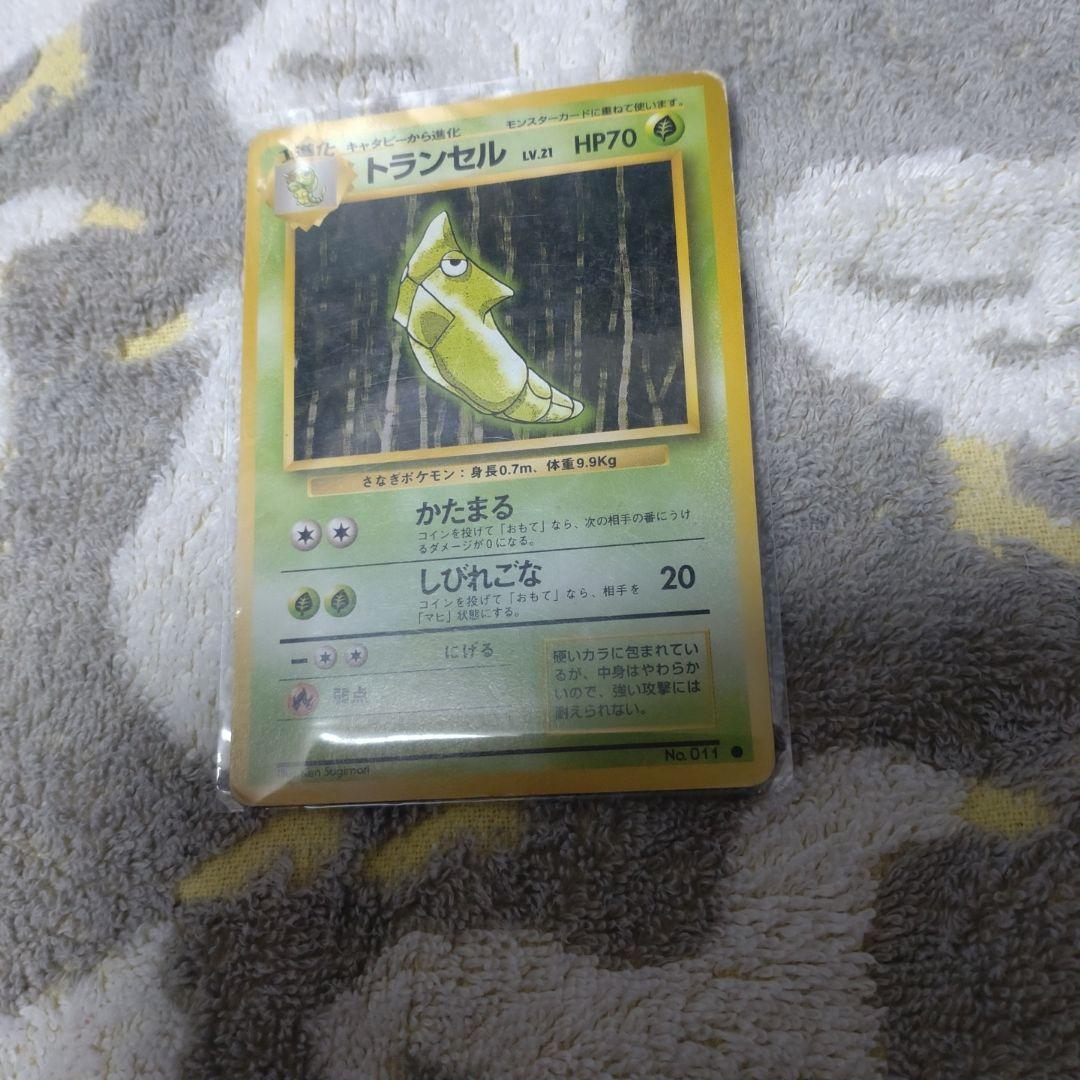 1進化 キャタピーから進化 モンスターカードに重ねて使います。
トランセル LV.21 HP70
さなぎポケモン：身長0.7m、体重9.9Kg
かたまる
コインを投げて「おもて」なら、次の相手の番にうけ
るダメージが0になる。
しびれごな 20
コインを投げて「おもて」なら、相手を
「マヒ」状態にする。
にげる
弱点
硬いカラに包まれてい
るが、中身はやわらか
いので、強い攻撃には
耐えられない。
No. 011 ●
Ken Sugimori